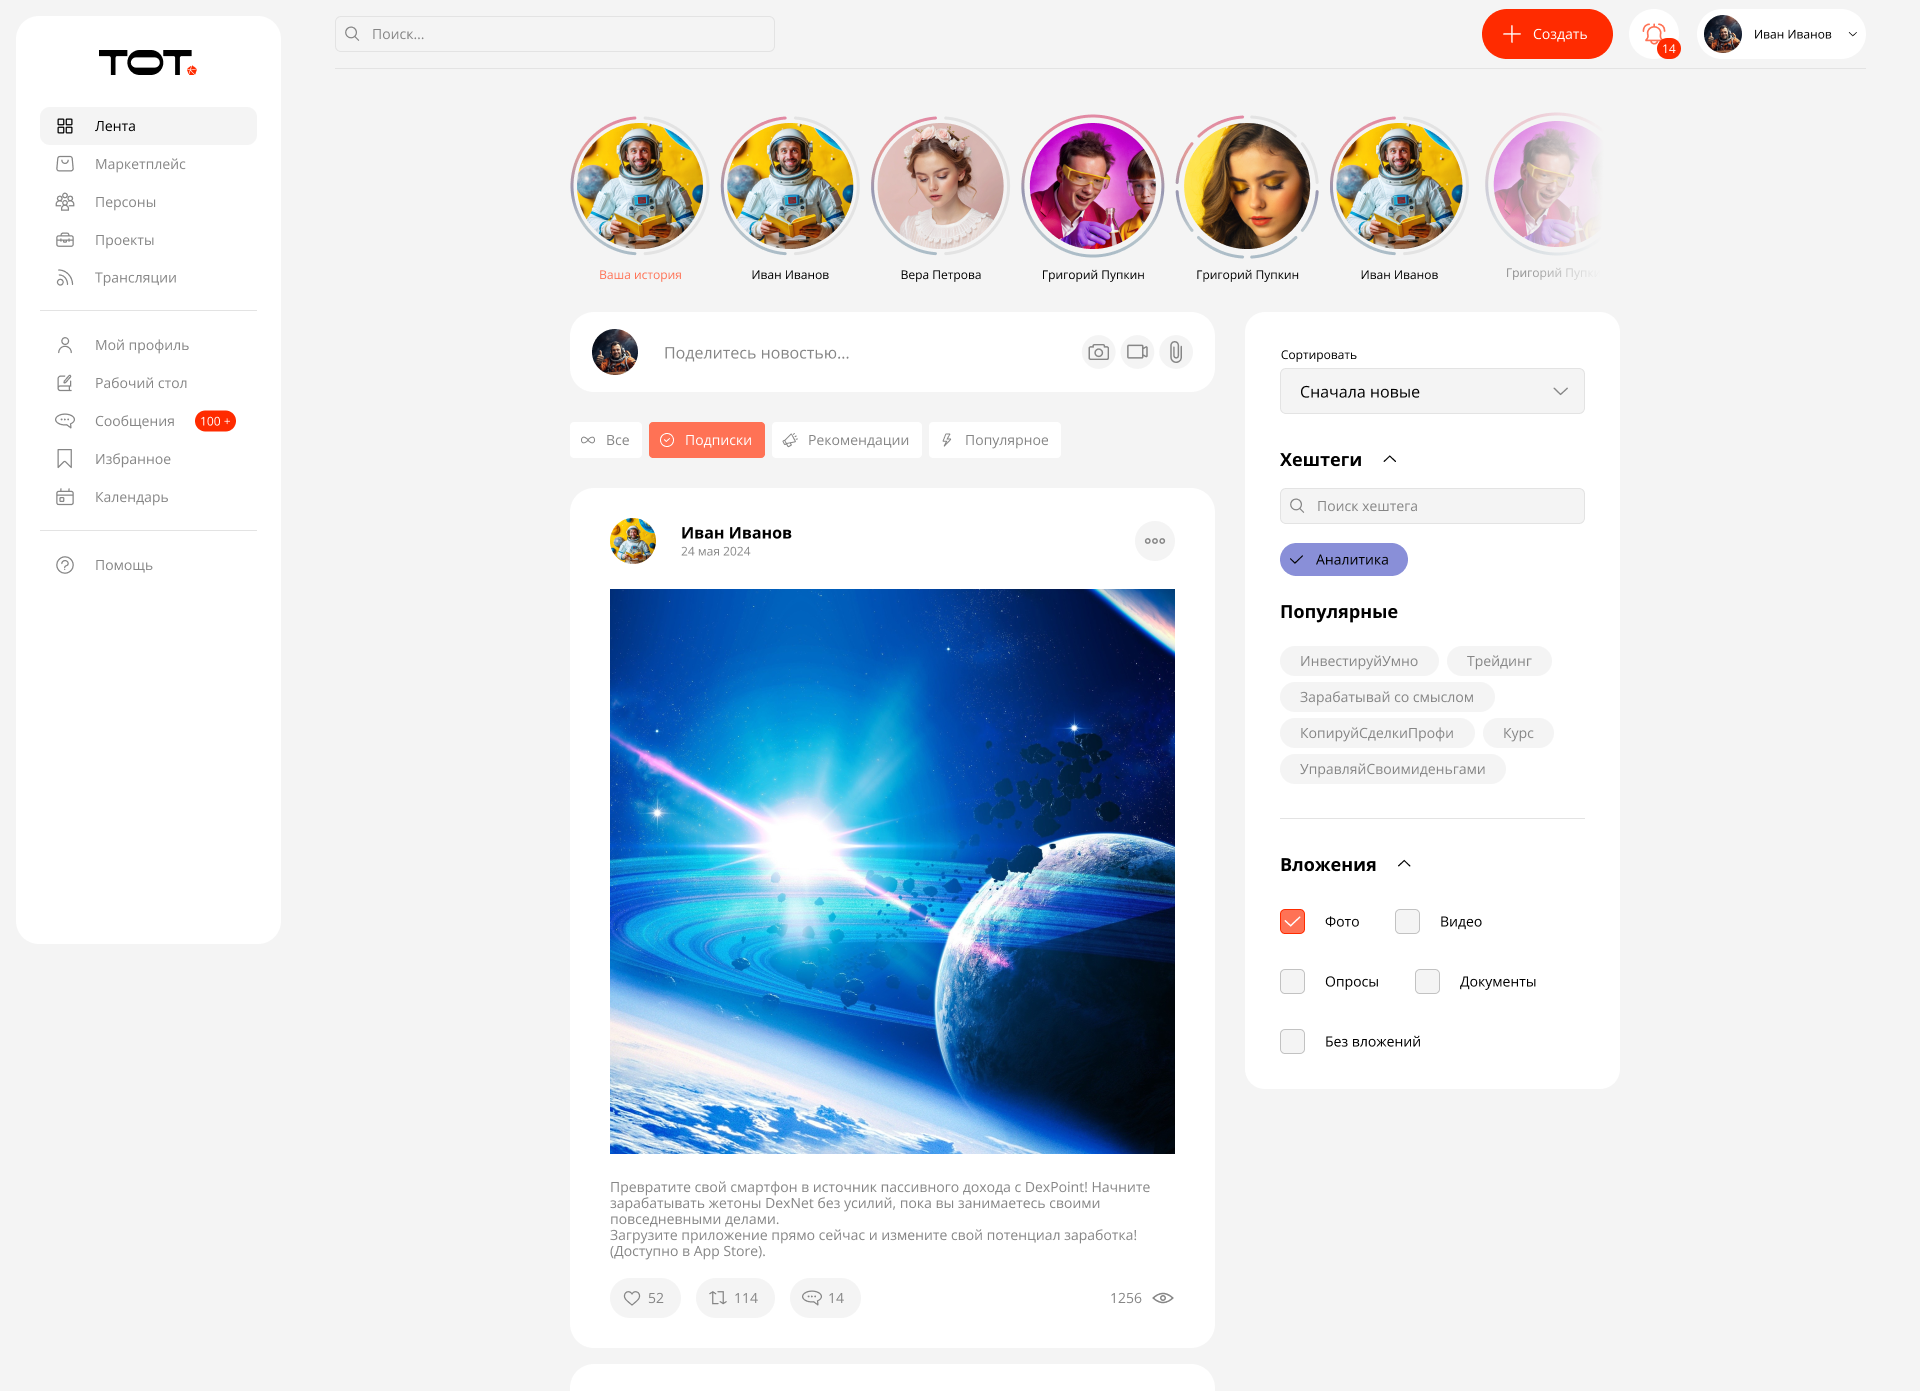 ТОТ.
Лента
Маркетплейс
Персоны
Проекты
Трансляции
Мой профиль
Рабочий стол
Сообщения 100 +
Избранное
Календарь
Помощь
Поиск...
Создать
14
Иван Иванов
Ваша история
Иван Иванов
Вера Петрова
Григорий Пупкин
Григорий Пупкин
Иван Иванов
Григорий Пупки
Поделитесь новостью...
Все
Подписки
Рекомендации
Популярное
Иван Иванов
24 мая 2024
Превратите свой смартфон в источник пассивного дохода с DexPoint! Начните
зарабатывать жетоны DexNet без усилий, пока вы занимаетесь своими
повседневными делами.
Загрузите приложение прямо сейчас и измените свой потенциал заработка!
(Доступно в App Store).
52
114
14
1256
Сортировать
Сначала новые
Хештеги
Поиск хештега
Аналитика
Популярные
ИнвестируйУмно
Трейдинг
Зарабатывай со смыслом
КопируйСделкиПрофи
Курс
УправляйСвоимиденьгами
Вложения
Фото
Видео
Опросы
Документы
Без вложений